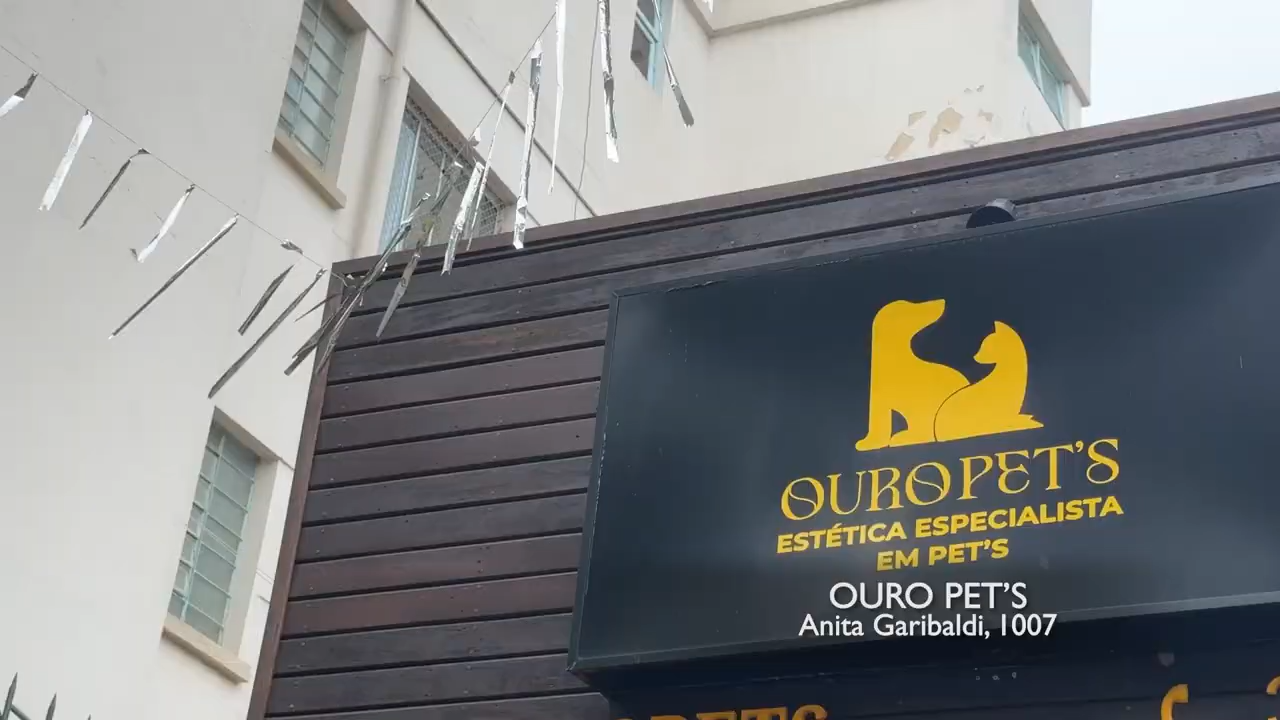 OURO PET'S
ESTÉTICA ESPECIALISTA
EM PET'S
OURO PET'S
Anita Garibaldi, 1007